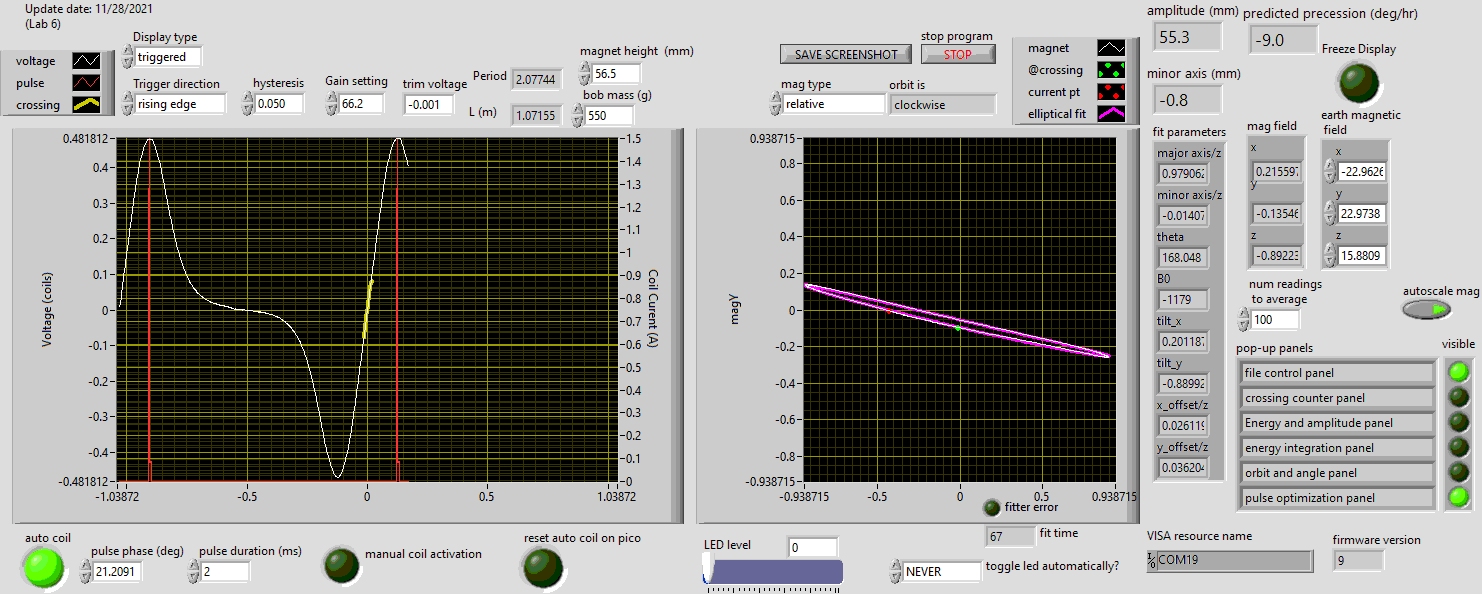 Update date: 11/28/2021
(Lab 6)
voltage
pulse
crossing
Display type
triggered
Trigger direction
rising edge
hysteresis
0.050
Gain setting
66.2
trim voltage
-0.001
Period
2.07744
L (m)
1.07155
magnet height (mm)
56.5
bob mass (g)
550
SAVE SCREENSHOT
stop program
STOP
mag type
relative
orbit is
clockwise
magnet
@crossing
current pt
elliptical fit
amplitude (mm)
55.3
predicted precession (deg/hr)
-9.0
minor axis (mm)
-0.8
Freeze Display
Voltage (coils)
0.481812
0.4
0.3
0.2
0.1
0
-0.1
-0.2
-0.3
-0.4
-0.481812
-1.03872
-0.5
0
0.5
1.03872
1.5
1.4
1.3
1.2
1.1
1
0.9
0.8
0.7
0.6
0.5
0.4
0.3
0.2
0.1
0
Coil Curent (A)
magy
0.938715
0.8
0.6
0.4
0.2
0
-0.2
-0.4
-0.6
-0.8
-0.938715
-0.938715
-0.5
0
0.5
0.938715
fitter error
fit parameters
major axis/z
0.97906
minor axis/z
-0.01407
theta
168.048
B0
-1179
tilt_x
0.201187
tilt_y
-0.88992
x_offset/z
0.026119
y_offset/z
0.036204
mag field
x
0.215597
y
-0.13546
z
-0.89223
earth magnetic
field
x
-22.9626
y
22.9738
z
15.8809
num readings
to average
100
autoscale mag
pop-up panels
visible
file control panel
crossing counter panel
Energy and amplitude panel
energy integration panel
orbit and angle panel
pulse optimization panel
auto coil
pulse phase (deg)
21.2091
pulse duration (ms)
2
manual coil activation
reset auto coil on pico
LED level
0
67
fit time
NEVER
toggle led automatically?
VISA resource name
COM19
firmware version
9